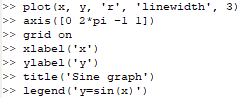 >> plot(x, y, 'r', 'linewidth', 3)
>> axis([0 2*pi -1 1])
>> grid on
>> xlabel('x')
>> ylabel('y')
>> title('Sine graph')
>> legend('y=sin(x)')